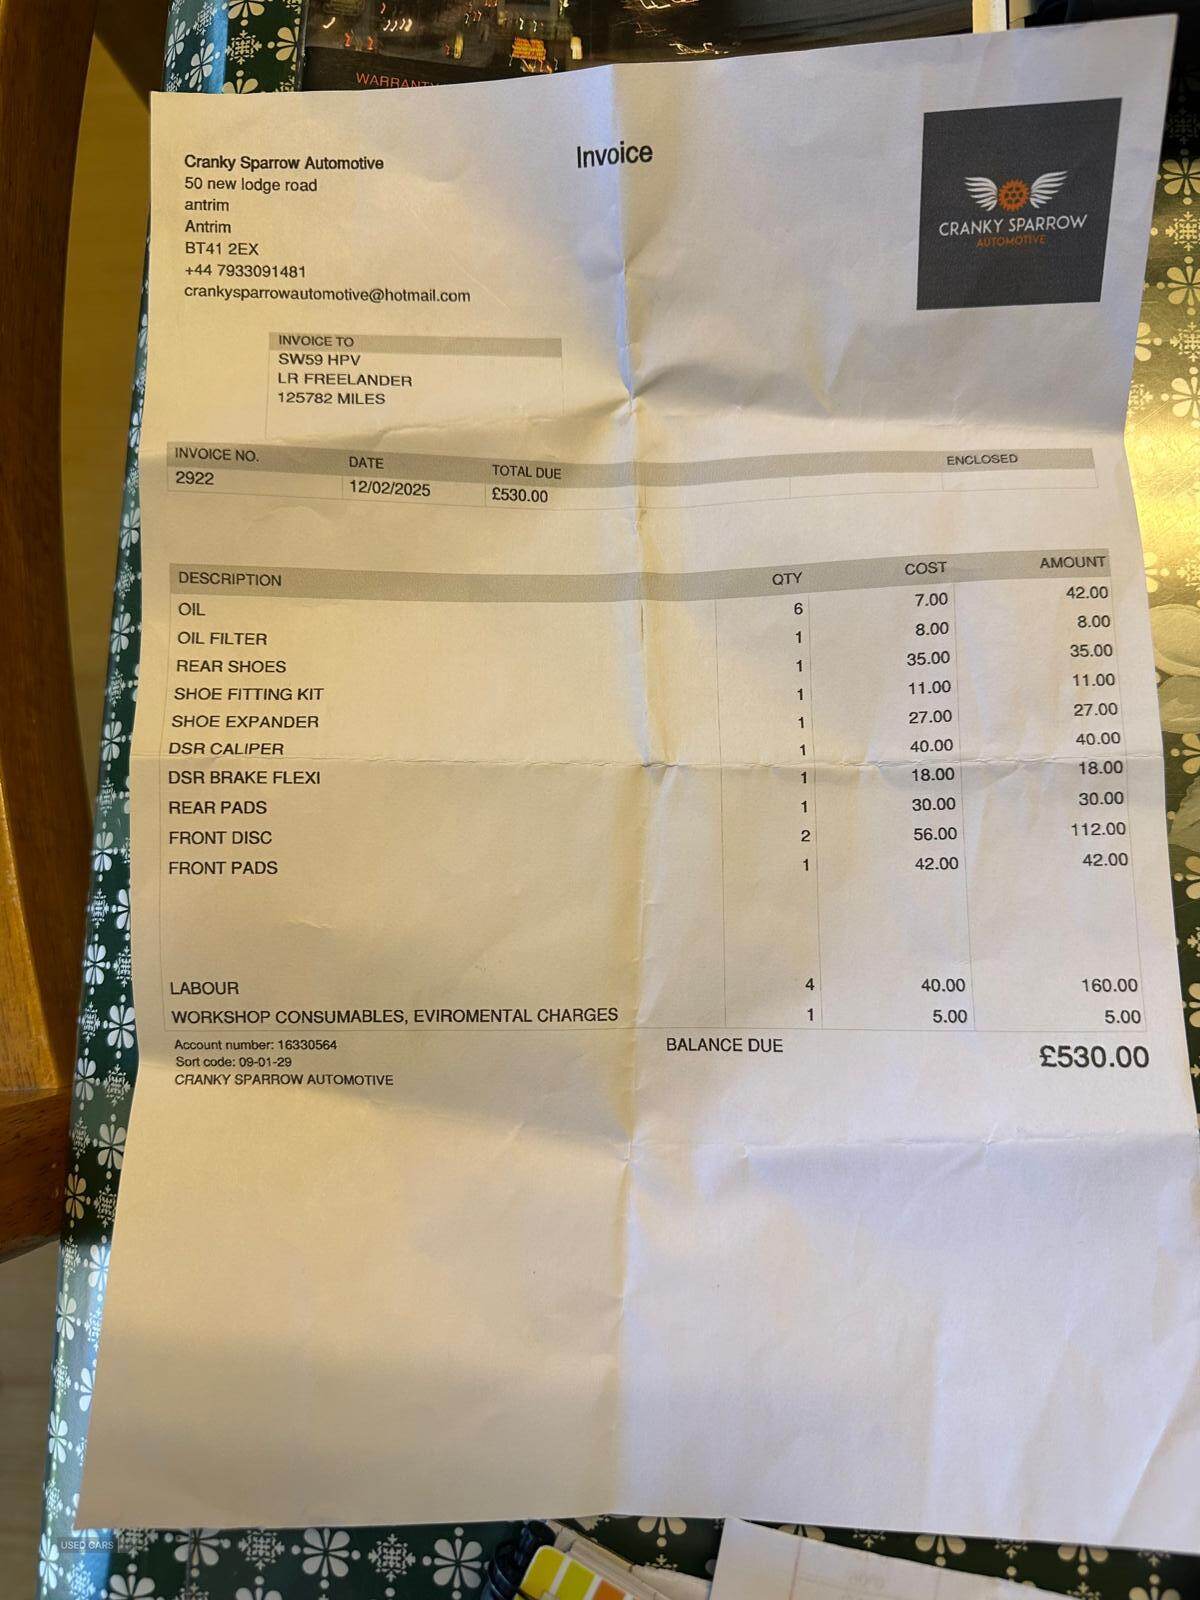 WARRANTY
Invoice
Cranky Sparrow Automotive
50 new lodge road
antrim
Antrim
BT41 2EX
+44 7933091481
crankysparrowautomotive@hotmail.com
CRANKY SPARROW
AUTOMOTIVE
INVOICE TO
SW59 HPV
LR FREELANDER
125782 MILES
INVOICE NO. DATE TOTAL DUE ENCLOSED
2922 12/02/2025 £530.00
DESCRIPTION QTY COST AMOUNT
OIL 6 7.00 42.00
OIL FILTER 1 8.00 8.00
REAR SHOES 1 35.00 35.00
SHOE FITTING KIT 1 11.00 11.00
SHOE EXPANDER 1 27.00 27.00
DSR CALIPER 1 40.00 40.00
DSR BRAKE FLEXI 1 18.00 18.00
REAR PADS 1 30.00 30.00
FRONT DISC 2 56.00 112.00
FRONT PADS 1 42.00 42.00
LABOUR 4 40.00 160.00
WORKSHOP CONSUMABLES, EVIROMENTAL CHARGES 1 5.00 5.00
Account number: 16330564
Sort code: 09-01-29
CRANKY SPARROW AUTOMOTIVE
BALANCE DUE £530.00
USED CARS